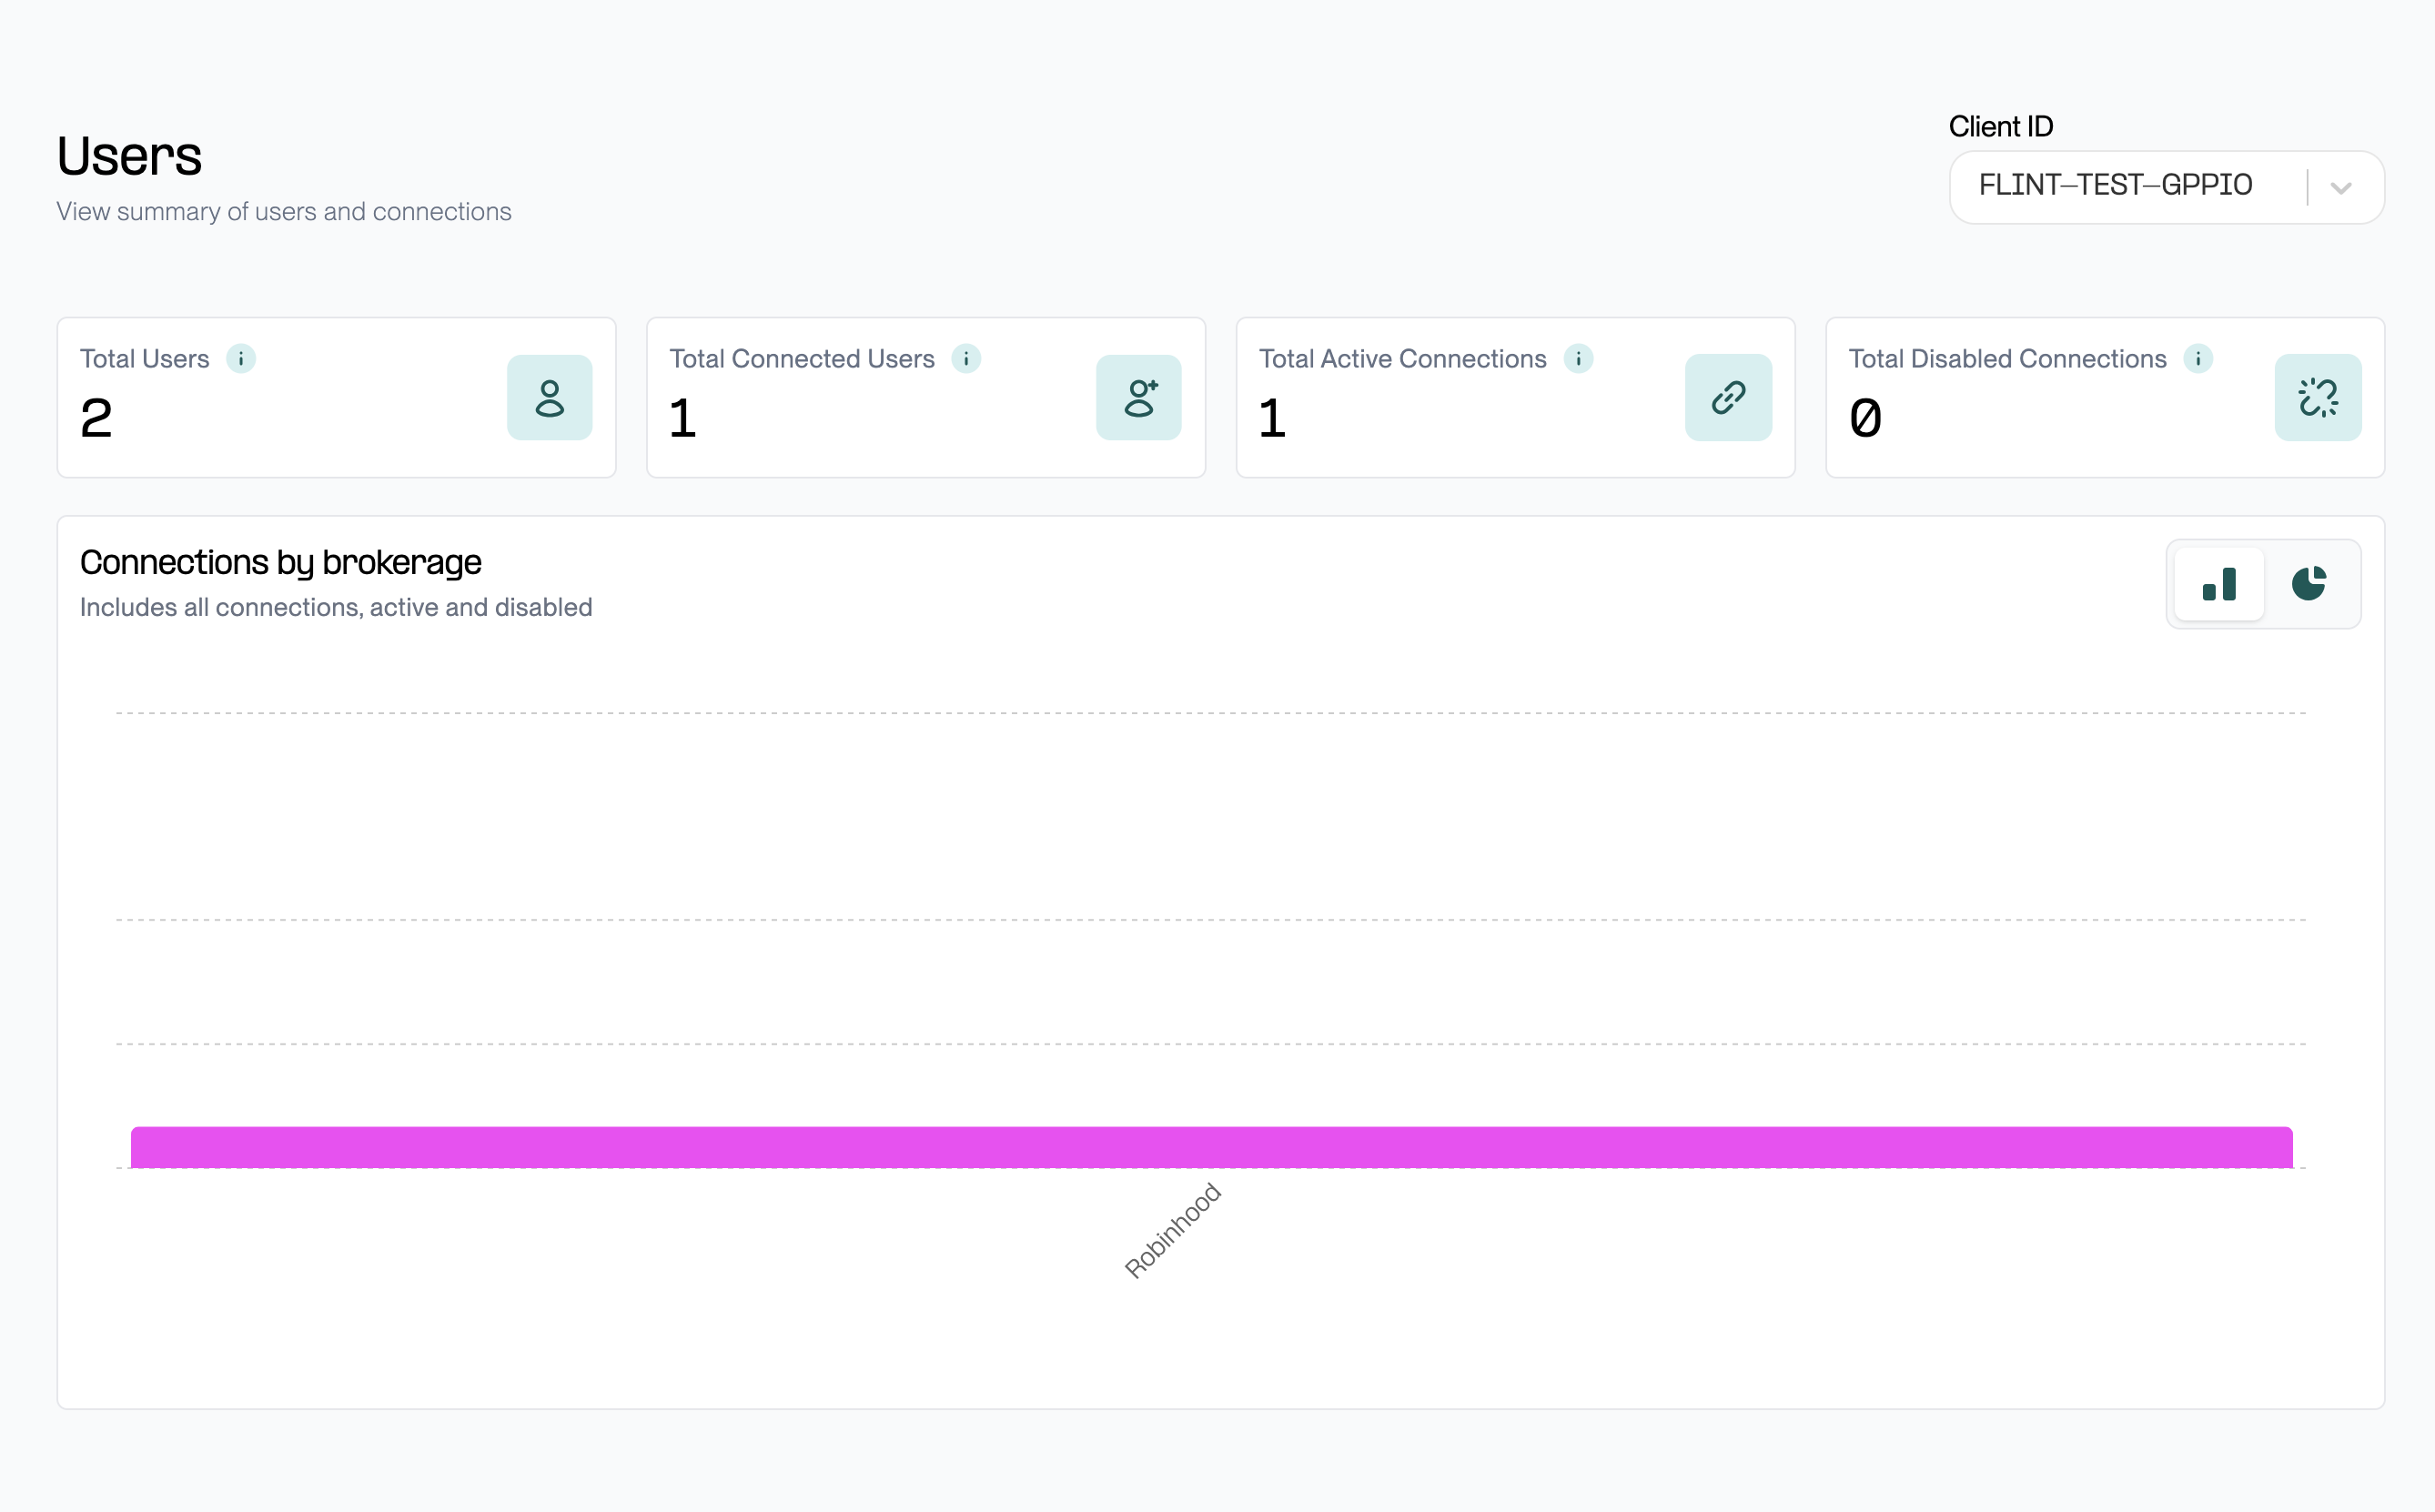 Users
View summary of users and connections
Client ID
FLINT-TEST-GPPIO
Total Users
2
Total Connected Users
1
Total Active Connections
1
Total Disabled Connections
0
Connections by brokerage
Includes all connections, active and disabled
Robinhood